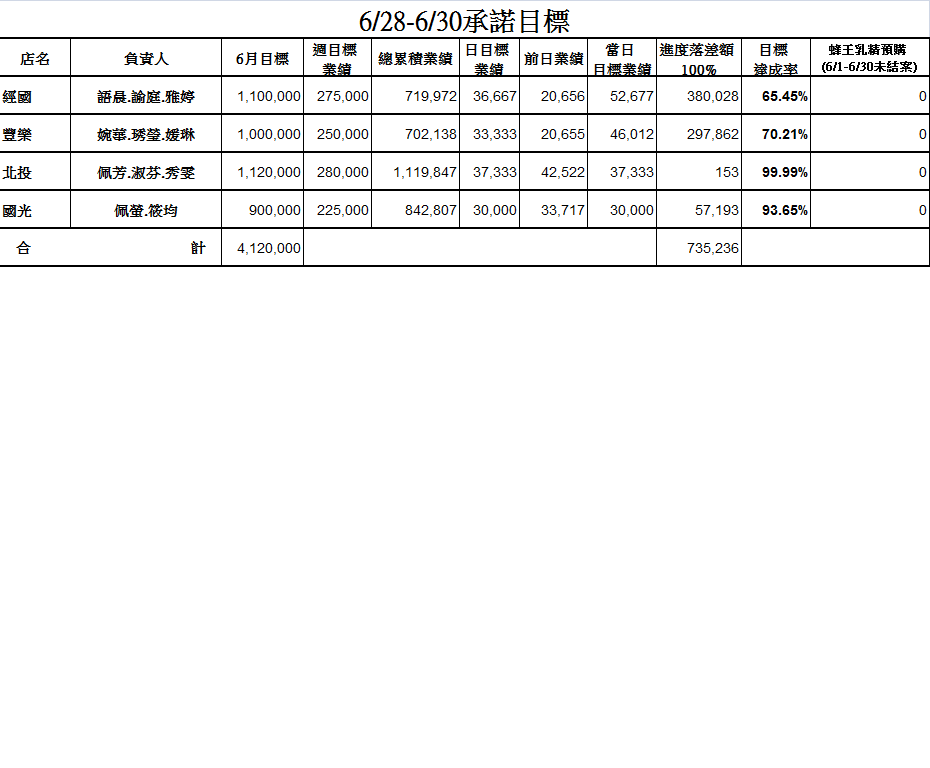 6/28-6/30承諾目標
店名 負責人 6月目標 週目標業績 總累積業績 日目標業績 前日業績 當日目標業績 進度落差額100% 目標達成率 蜂王乳精預購(6/1-6/30未結案)
經國 語晨.諭庭.雅婷 1,100,000 275,000 719,972 36,667 20,656 52,677 380,028 65.45% 0
豐樂 婉華.琇瑩.媛琳 1,000,000 250,000 702,138 33,333 20,655 46,012 297,862 70.21% 0
北投 佩芳.淑芬.秀雯 1,120,000 280,000 1,119,847 37,333 42,522 37,333 153 99.99% 0
國光 佩螢.筱均 900,000 225,000 842,807 30,000 33,717 30,000 57,193 93.65% 0
合 計 4,120,000 735,236